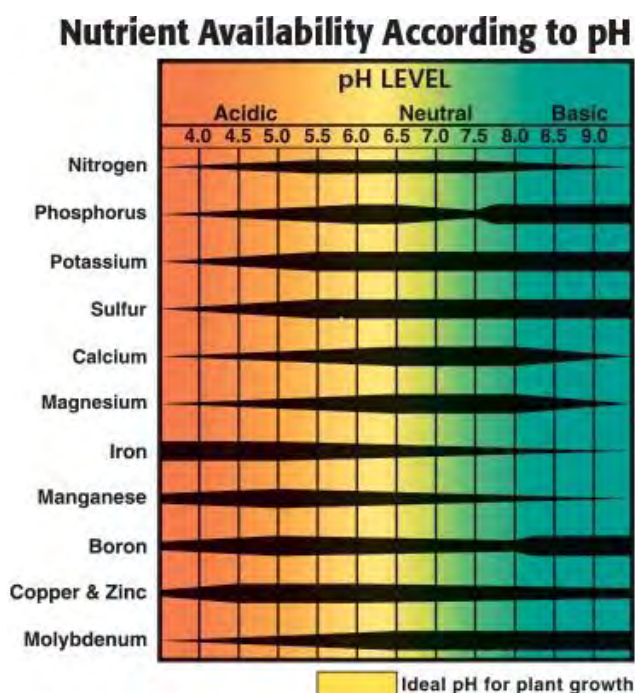 Nutrient Availability According to pH
pH LEVEL
Acidic Neutral Basic
4.0 4.5 5.0 5.5 6.0 6.5 7.0 7.5 8.0 8.5 9.0
Nitrogen
Phosphorus
Potassium
Sulfur
Calcium
Magnesium
Iron
Manganese
Boron
Copper & Zinc
Molybdenum
Ideal pH for plant growth